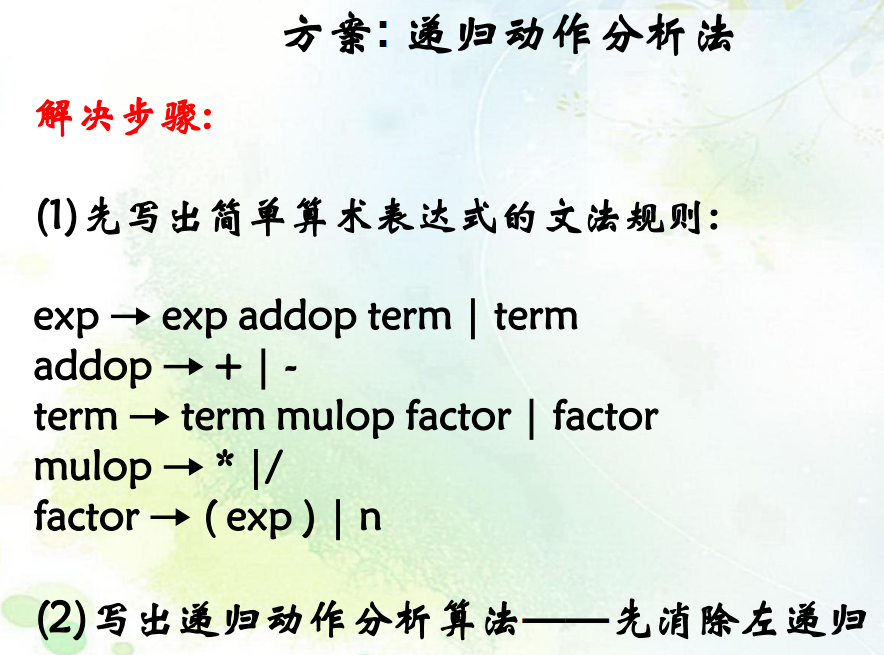 方案: 递归动作分析法
解决步骤:
(1)先写出简单算术表达式的文法规则:
exp → exp addop term | term
addop → + | -
term → term mulop factor | factor
mulop → * |/
factor → ( exp ) | n
(2)写出递归动作分析算法——先消除左递归